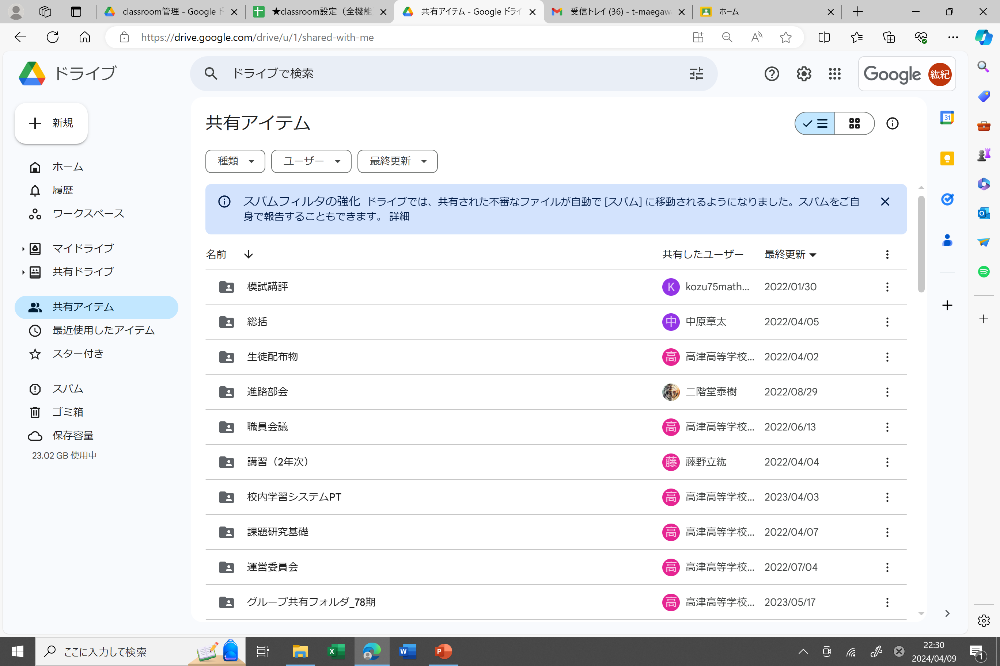 classroom管理 - Google ド
★classroom設定（全機能
共有アイテム - Google ドライ
受信トレイ (36) - t-maegaw
ホーム
https://drive.google.com/drive/u/1/shared-with-me
ドライブ
ドライブで検索
Google 紘紀
新規
共有アイテム
種類
ユーザー
最終更新
ホーム
履歴
ワークスペース
マイドライブ
共有ドライブ
共有アイテム
最近使用したアイテム
スター付き
スパム
ゴミ箱
保存容量
23.02 GB 使用中
スパムフィルタの強化 ドライブでは、共有された不審なファイルが自動で [スパム] に移動されるようになりました。スパムをご自
身で報告することもできます。 詳細
名前 共有したユーザー 最終更新
模試講評 K kozu75math... 2022/01/30
総括 中 中原章太 2022/04/05
生徒配布物 高 高津高等学校... 2022/04/02
進路部会 二階堂泰樹 2022/08/29
職員会議 高 高津高等学校... 2022/06/13
講習（2年次） 藤 藤野立紘 2022/04/04
校内学習システムPT 高 高津高等学校... 2023/04/03
課題研究基礎 高 高津高等学校... 2022/04/07
運営委員会 高 高津高等学校... 2022/07/04
グループ共有フォルダ_78期 高 高津高等学校... 2023/05/17
31
ここに入力して検索
22:30
2024/04/09
1